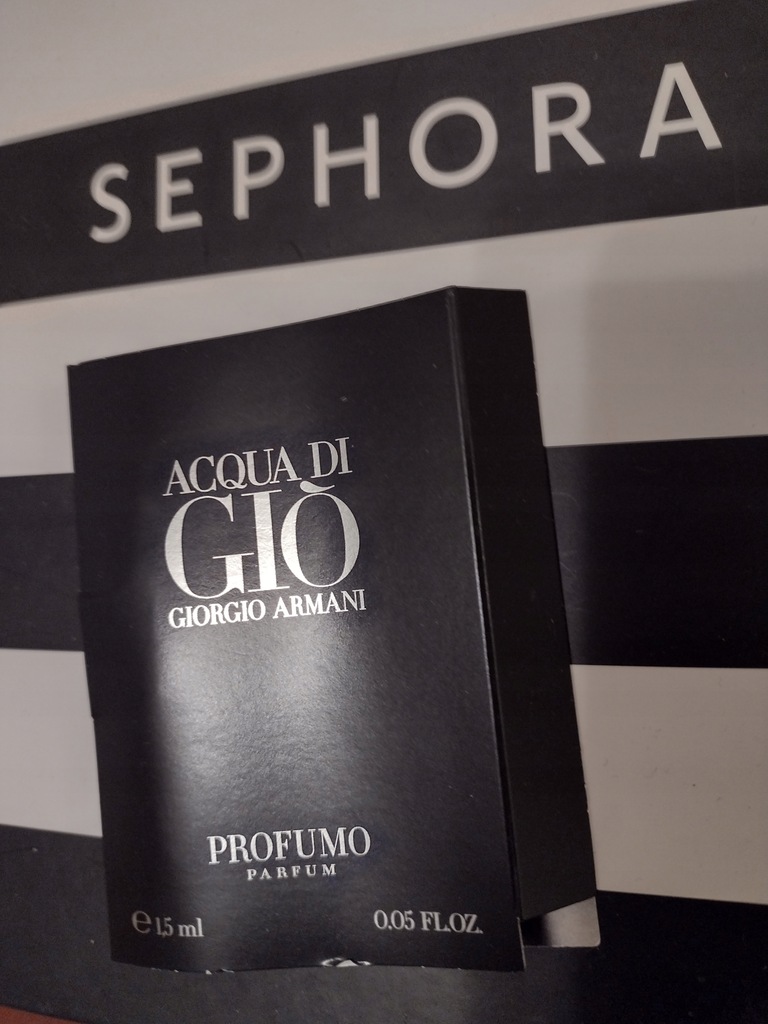 SEPHORA
ACQUA DI
GIÒ
GIORGIO ARMANI
PROFUMO
PARFUM
e 1,5 ml 0.05 FL.OZ.